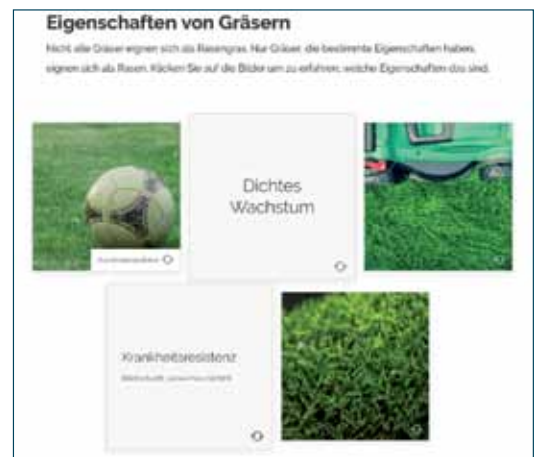 Eigenschaften von Gräsern
Nicht alle Gräser eignen sich als Rasengras. Nur Gräser, die bestimmte Eigenschaften haben,
eignen sich als Rasen. Klicken Sie auf die Bilder um zu erfahren, welche Eigenschaften das sind.
Dichtes
Wachstum
Krankheitsresidenz